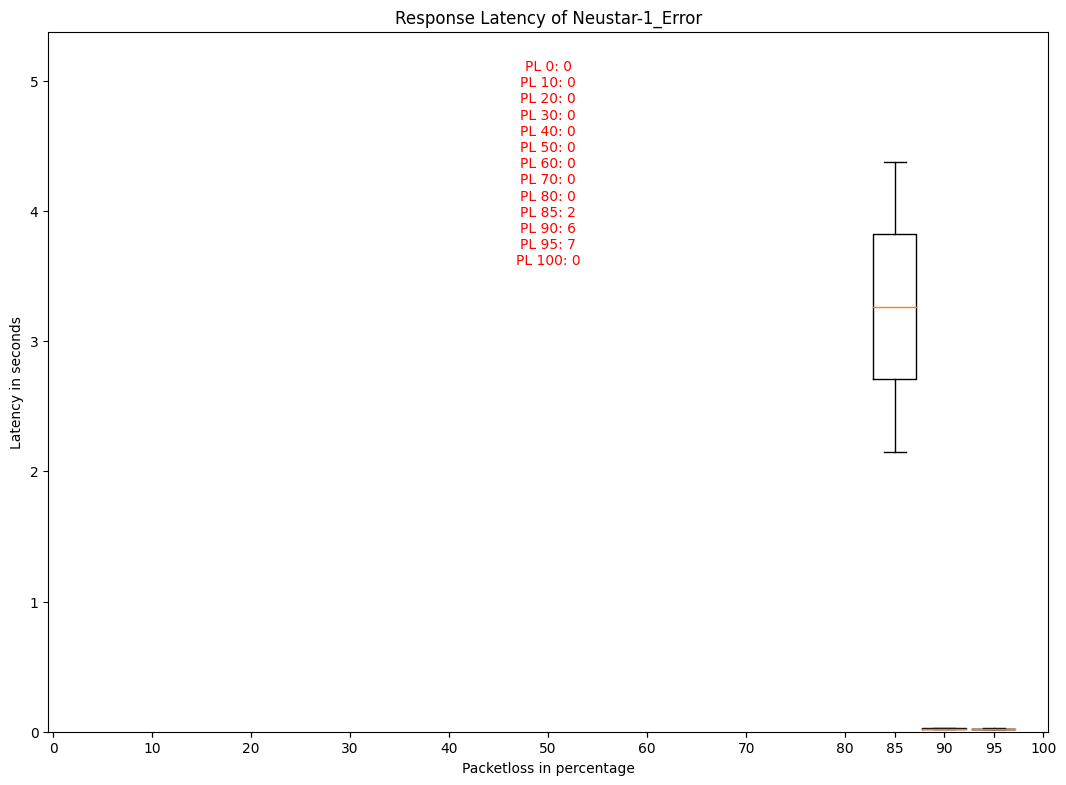 Response Latency of Neustar-1_Error
PL 0: 0
PL 10: 0
PL 20: 0
PL 30: 0
PL 40: 0
PL 50: 0
PL 60: 0
PL 70: 0
PL 80: 0
PL 85: 2
PL 90: 6
PL 95: 7
PL 100: 0
5
4
3
2
1
0
Latency in seconds
0 10 20 30 40 50 60 70 80 85 90 95 100
Packetloss in percentage